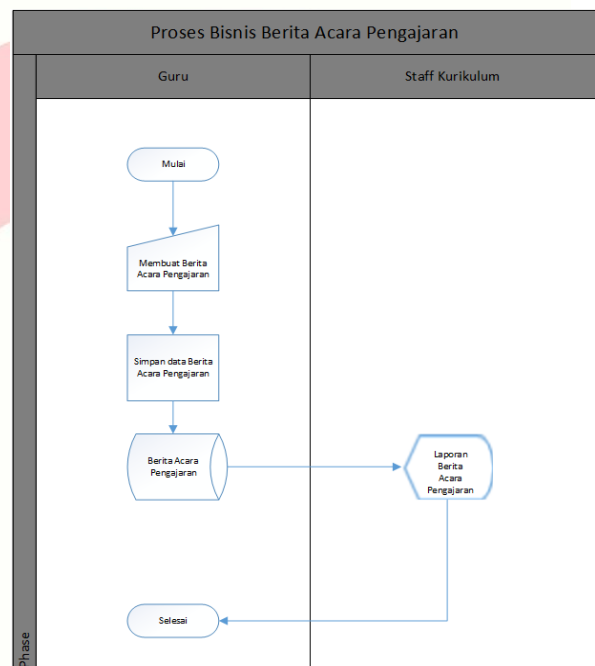 Proses Bisnis Berita Acara Pengajaran
Guru
Staff Kurikulum
Mulai
Membuat Berita
Acara Pengajaran
Simpan data Berita
Acara Pengajaran
Berita Acara
Pengajaran
Laporan
Berita
Acara
Pengajaran
Selesai
Phase